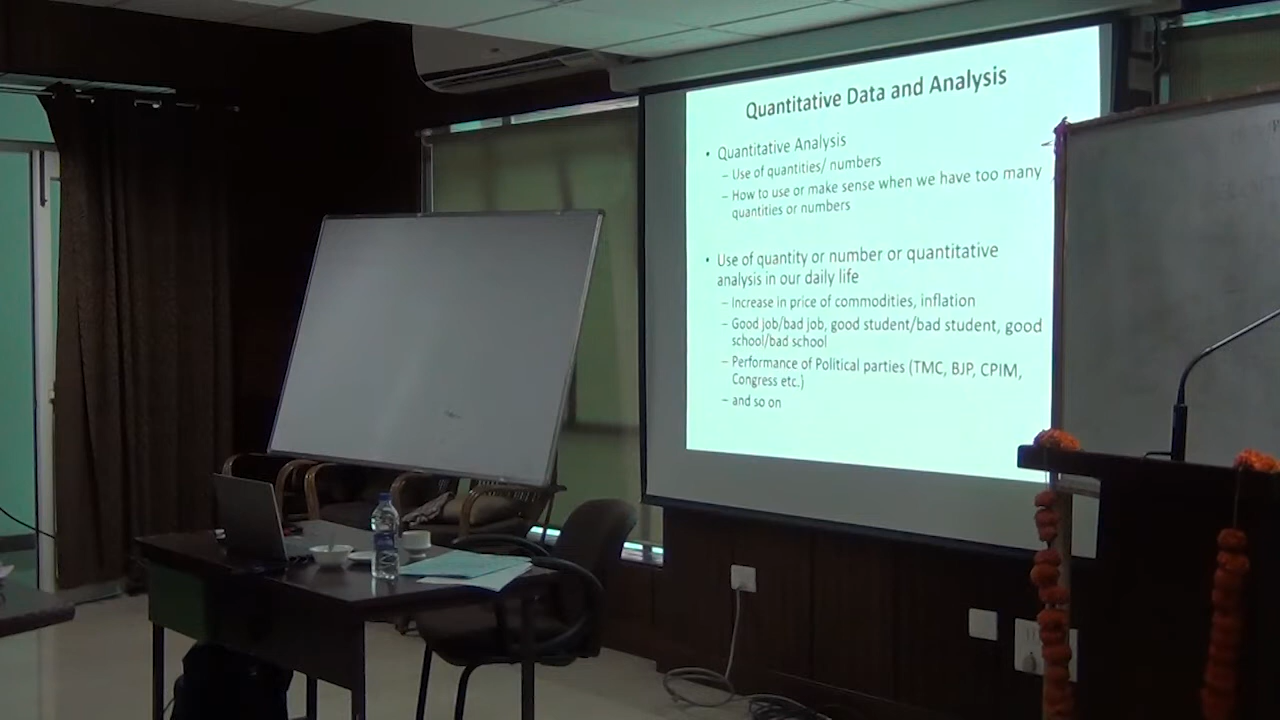 Quantitative Data and Analysis
• Quantitative Analysis
– Use of quantities/ numbers
– How to use or make sense when we have too many
quantities or numbers
• Use of quantity or number or quantitative
analysis in our daily life
– Increase in price of commodities, inflation
– Good job/bad job, good student/bad student, good
school/bad school
– Performance of Political parties (TMC, BJP, CPIM,
Congress etc.)
– and so on